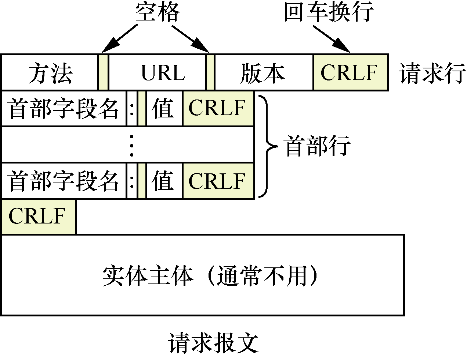 空格 回车换行
方法 URL 版本 CRLF 请求行
首部字段名 : 值 CRLF
⋮ 首部行
首部字段名 : 值 CRLF
CRLF
实体主体（通常不用）
请求报文